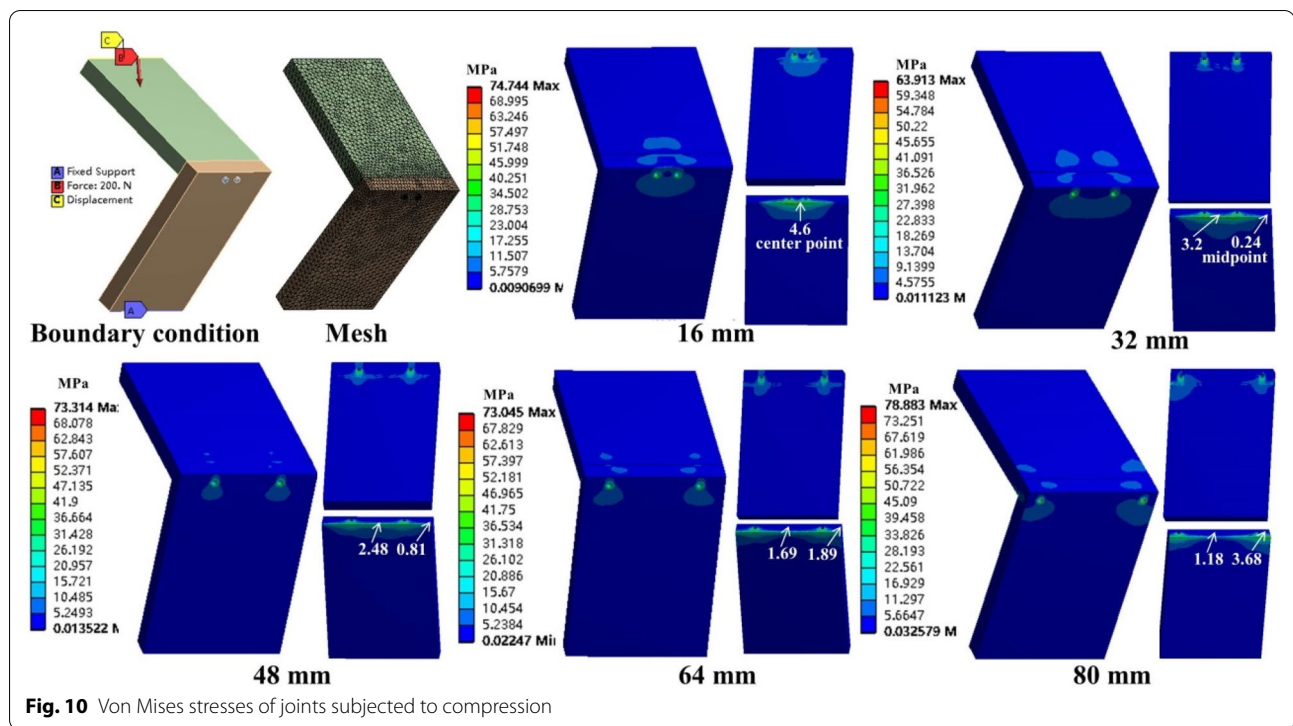 C
B
A Fixed Support
B Force: 200. N
C Displacement
A
Boundary condition
Mesh
MPa
74.744 Max
68.995
63.246
57.497
51.748
45.999
40.251
34.502
28.753
23.004
17.255
11.507
5.7579
0.0090699 M
4.6
center point
16 mm
MPa
63.913 Max
59.348
54.784
50.22
45.655
41.091
36.526
31.962
27.398
22.833
18.269
13.704
9.1399
4.5755
0.011123 M
3.2 0.24
midpoint
32 mm
MPa
73.314 Ma
68.078
62.843
57.607
52.371
47.135
41.9
36.664
31.428
26.192
20.957
15.721
10.485
5.2493
0.013522
2.48 0.81
48 mm
MPa
73.045 Max
67.829
62.613
57.397
52.181
46.965
41.75
36.534
31.318
26.102
20.886
15.67
10.454
5.2384
0.02247 Mi
1.69 1.89
64 mm
MPa
78.883 Max
73.251
67.619
61.986
56.354
50.722
45.09
39.458
33.826
28.193
22.561
16.929
11.297
5.6647
0.032579 M
1.18 3.68
80 mm
Fig. 10 Von Mises stresses of joints subjected to compression